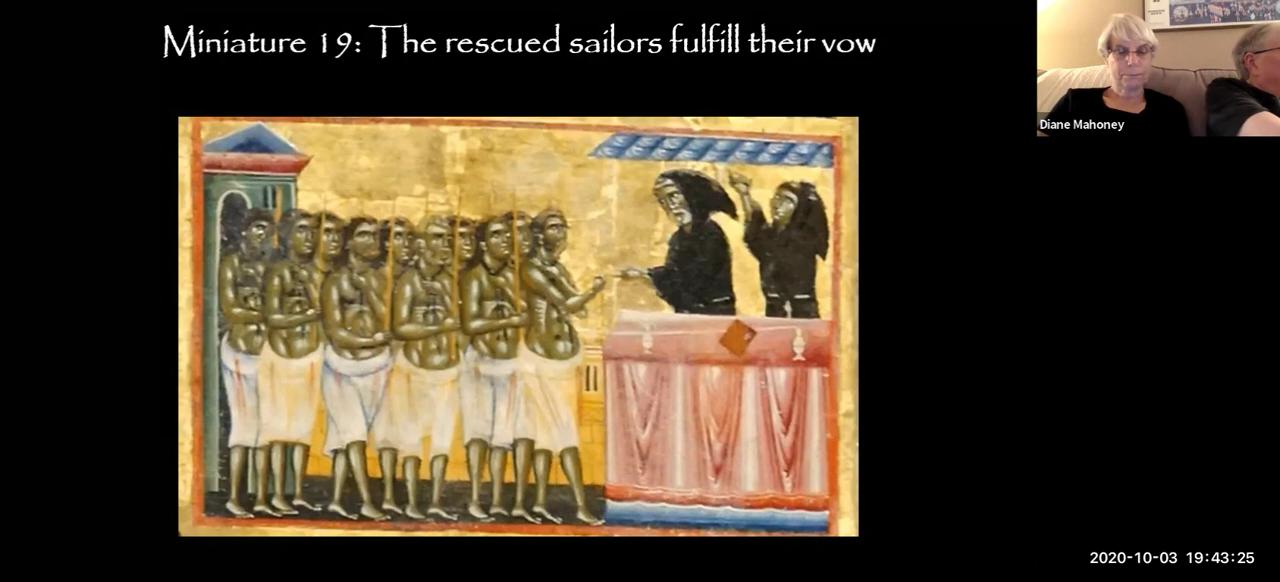 Miniature 19: The rescued sailors fulfill their vow
Diane Mahoney
2020-10-03 19:43:25